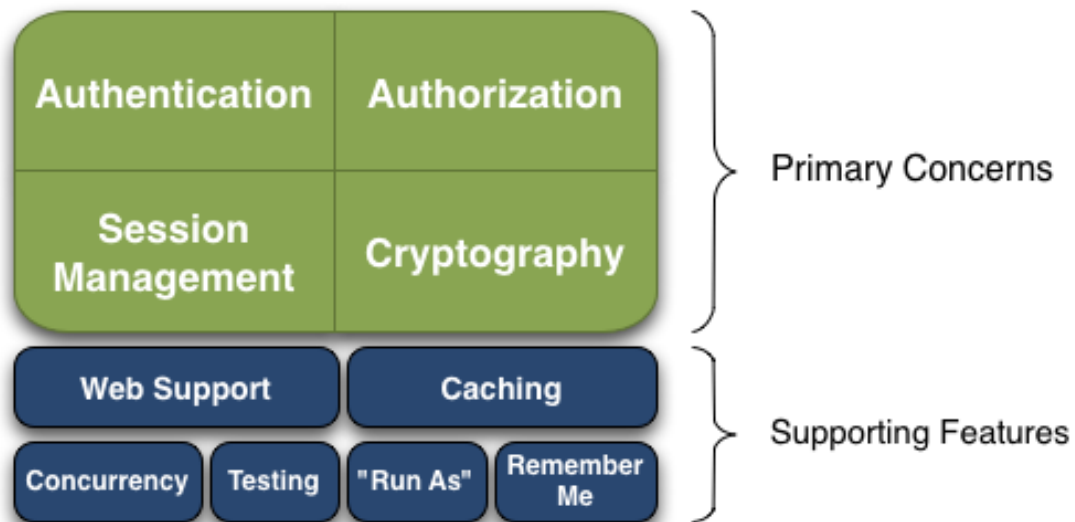 Authentication
Authorization
Session
Management
Cryptography
Primary Concerns
Web Support
Caching
Concurrency
Testing
"Run As"
Remember
Me
Supporting Features